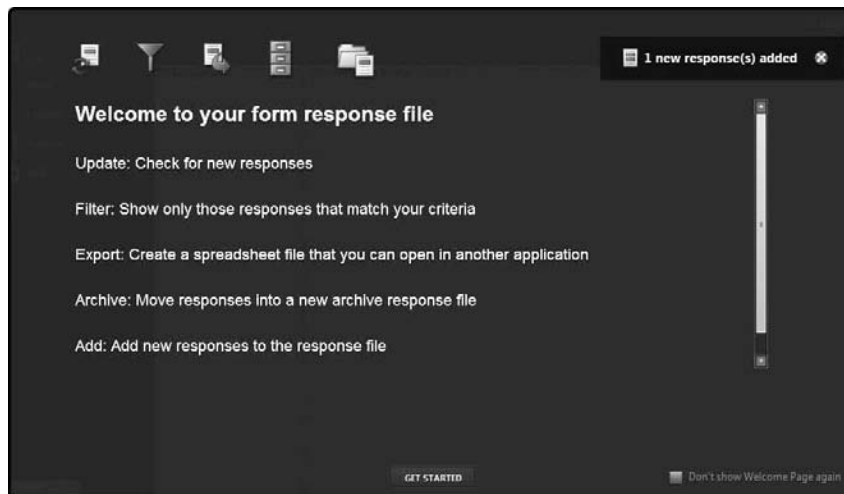 1 new response(s) added
Welcome to your form response file
Update: Check for new responses
Filter: Show only those responses that match your criteria
Export: Create a spreadsheet file that you can open in another application
Archive: Move responses into a new archive response file
Add: Add new responses to the response file
GET STARTED
Don't show Welcome Page again